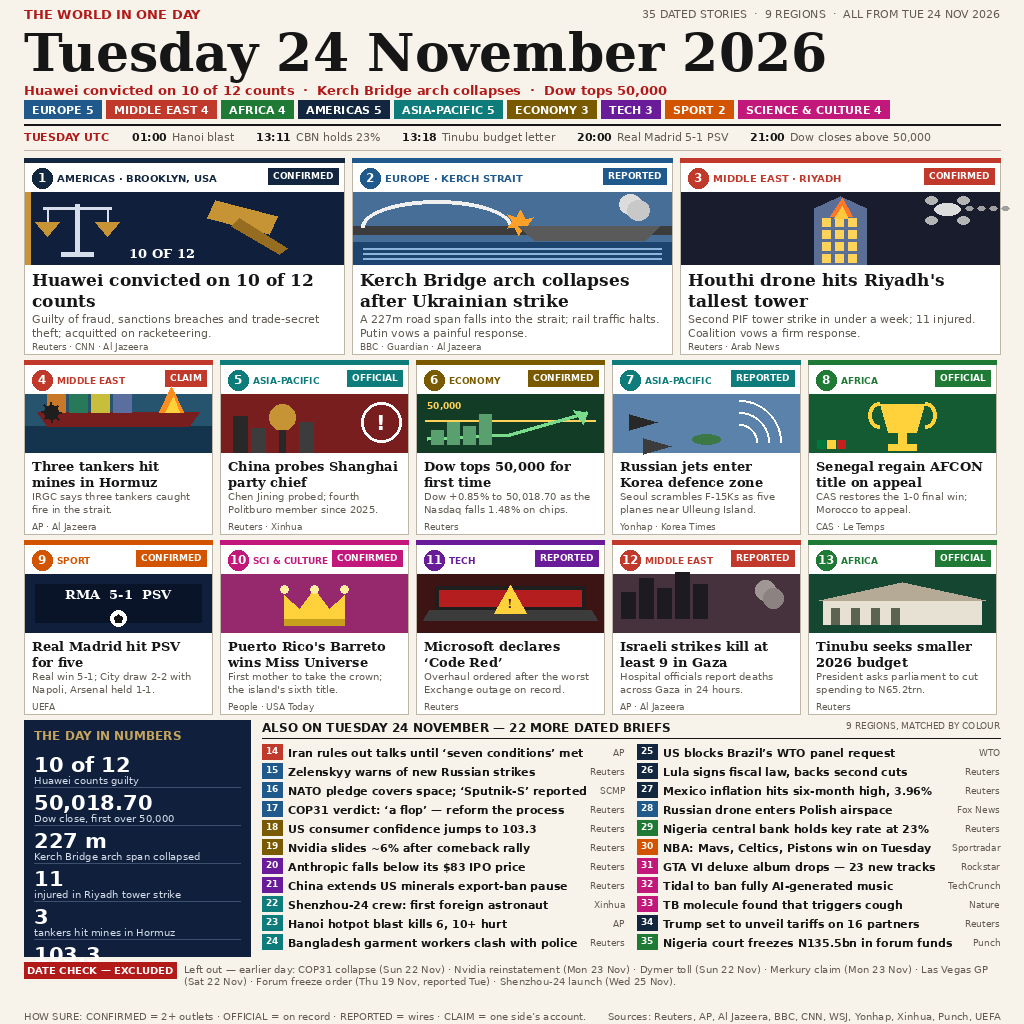 THE WORLD IN ONE DAY
35 DATED STORIES · 9 REGIONS · ALL FROM TUE 24 NOV 2026
Tuesday 24 November 2026
Huawei convicted on 10 of 12 counts · Kerch Bridge arch collapses · Dow tops 50,000
EUROPE 5 MIDDLE EAST 4 AFRICA 4 AMERICAS 5 ASIA-PACIFIC 5 ECONOMY 3 TECH 3 SPORT 2 SCIENCE & CULTURE 4
TUESDAY UTC 01:00 Hanoi blast 13:11 CBN holds 23% 13:18 Tinubu budget letter 20:00 Real Madrid 5-1 PSV 21:00 Dow closes above 50,000
1 AMERICAS · BROOKLYN, USA CONFIRMED
10 OF 12
Huawei convicted on 10 of 12
counts
Guilty of fraud, sanctions breaches and trade-secret
theft; acquitted on racketeering.
Reuters · CNN · Al Jazeera
2 EUROPE · KERCH STRAIT REPORTED
Kerch Bridge arch collapses
after Ukrainian strike
A 227m road span falls into the strait; rail traffic halts.
Putin vows a painful response.
BBC · Guardian · Al Jazeera
3 MIDDLE EAST · RIYADH CONFIRMED
Houthi drone hits Riyadh's
tallest tower
Second PIF tower strike in under a week; 11 injured.
Coalition vows a firm response.
Reuters · Arab News
4 MIDDLE EAST CLAIM
Three tankers hit
mines in Hormuz
IRGC says three tankers caught
fire in the strait.
AP · Al Jazeera
5 ASIA-PACIFIC OFFICIAL
!
China probes Shanghai
party chief
Chen Jining probed; fourth
Politburo member since 2025.
Reuters · Xinhua
6 ECONOMY CONFIRMED
50,000
Dow tops 50,000 for
first time
Dow +0.85% to 50,018.70 as the
Nasdaq falls 1.48% on chips.
Reuters
7 ASIA-PACIFIC REPORTED
Russian jets enter
Korea defence zone
Seoul scrambles F-15Ks as five
planes near Ulleung Island.
Yonhap · Korea Times
8 AFRICA OFFICIAL
Senegal regain AFCON
title on appeal
CAS restores the 1-0 final win;
Morocco to appeal.
CAS · Le Temps
9 SPORT CONFIRMED
RMA 5-1 PSV
Real Madrid hit PSV
for five
Real win 5-1; City draw 2-2 with
Napoli, Arsenal held 1-1.
UEFA
10 SCI & CULTURE CONFIRMED
Puerto Rico's Barreto
wins Miss Universe
First mother to take the crown;
the island's sixth title.
People · USA Today
11 TECH REPORTED
!
Microsoft declares
‘Code Red’
Overhaul ordered after the worst
Exchange outage on record.
Reuters
12 MIDDLE EAST REPORTED
Israeli strikes kill at
least 9 in Gaza
Hospital officials report deaths
across Gaza in 24 hours.
AP · Al Jazeera
13 AFRICA OFFICIAL
Tinubu seeks smaller
2026 budget
President asks parliament to cut
spending to N65.2trn.
Reuters
THE DAY IN NUMBERS
10 of 12
Huawei counts guilty
50,018.70
Dow close, first over 50,000
227 m
Kerch Bridge arch span collapsed
11
injured in Riyadh tower strike
3
tankers hit mines in Hormuz
103.3
ALSO ON TUESDAY 24 NOVEMBER — 22 MORE DATED BRIEFS
9 REGIONS, MATCHED BY COLOUR
14 Iran rules out talks until ‘seven conditions’ met AP
15 Zelenskyy warns of new Russian strikes Reuters
16 NATO pledge covers space; ‘Sputnik-S’ reported SCMP
17 COP31 verdict: ‘a flop’ — reform the process Reuters
18 US consumer confidence jumps to 103.3 Reuters
19 Nvidia slides ~6% after comeback rally Reuters
20 Anthropic falls below its $83 IPO price Reuters
21 China extends US minerals export-ban pause Reuters
22 Shenzhou-24 crew: first foreign astronaut Xinhua
23 Hanoi hotpot blast kills 6, 10+ hurt AP
24 Bangladesh garment workers clash with police Reuters
25 US blocks Brazil’s WTO panel request WTO
26 Lula signs fiscal law, backs second cuts Reuters
27 Mexico inflation hits six-month high, 3.96% Reuters
28 Russian drone enters Polish airspace Fox News
29 Nigeria central bank holds key rate at 23% Reuters
30 NBA: Mavs, Celtics, Pistons win on Tuesday Sportradar
31 GTA VI deluxe album drops — 23 new tracks Rockstar
32 Tidal to ban fully AI-generated music TechCrunch
33 TB molecule found that triggers cough Nature
34 Trump set to unveil tariffs on 16 partners Reuters
35 Nigeria court freezes N135.5bn in forum funds Punch
DATE CHECK — EXCLUDED
Left out — earlier day: COP31 collapse (Sun 22 Nov) · Nvidia reinstatement (Mon 23 Nov) · Dymer toll (Sun 22 Nov) · Merkury claim (Mon 23 Nov) · Las Vegas GP
(Sat 22 Nov) · Forum freeze order (Thu 19 Nov, reported Tue) · Shenzhou-24 launch (Wed 25 Nov).
HOW SURE: CONFIRMED = 2+ outlets · OFFICIAL = on record · REPORTED = wires · CLAIM = one side’s account.
Sources: Reuters, AP, Al Jazeera, BBC, CNN, WSJ, Yonhap, Xinhua, Punch, UEFA